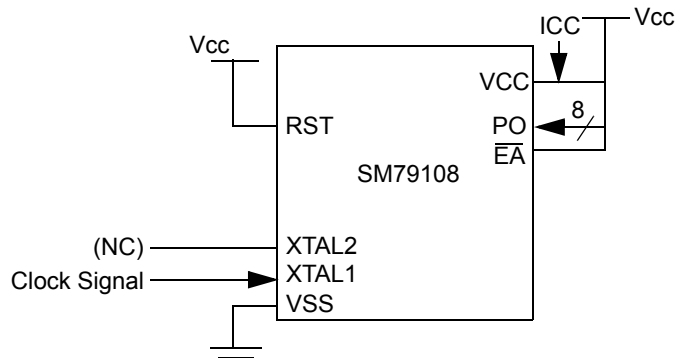 ICC
Vcc
Vcc
VCC
8
RST
PO
EA
SM79108
(NC)
XTAL2
Clock Signal
XTAL1
VSS